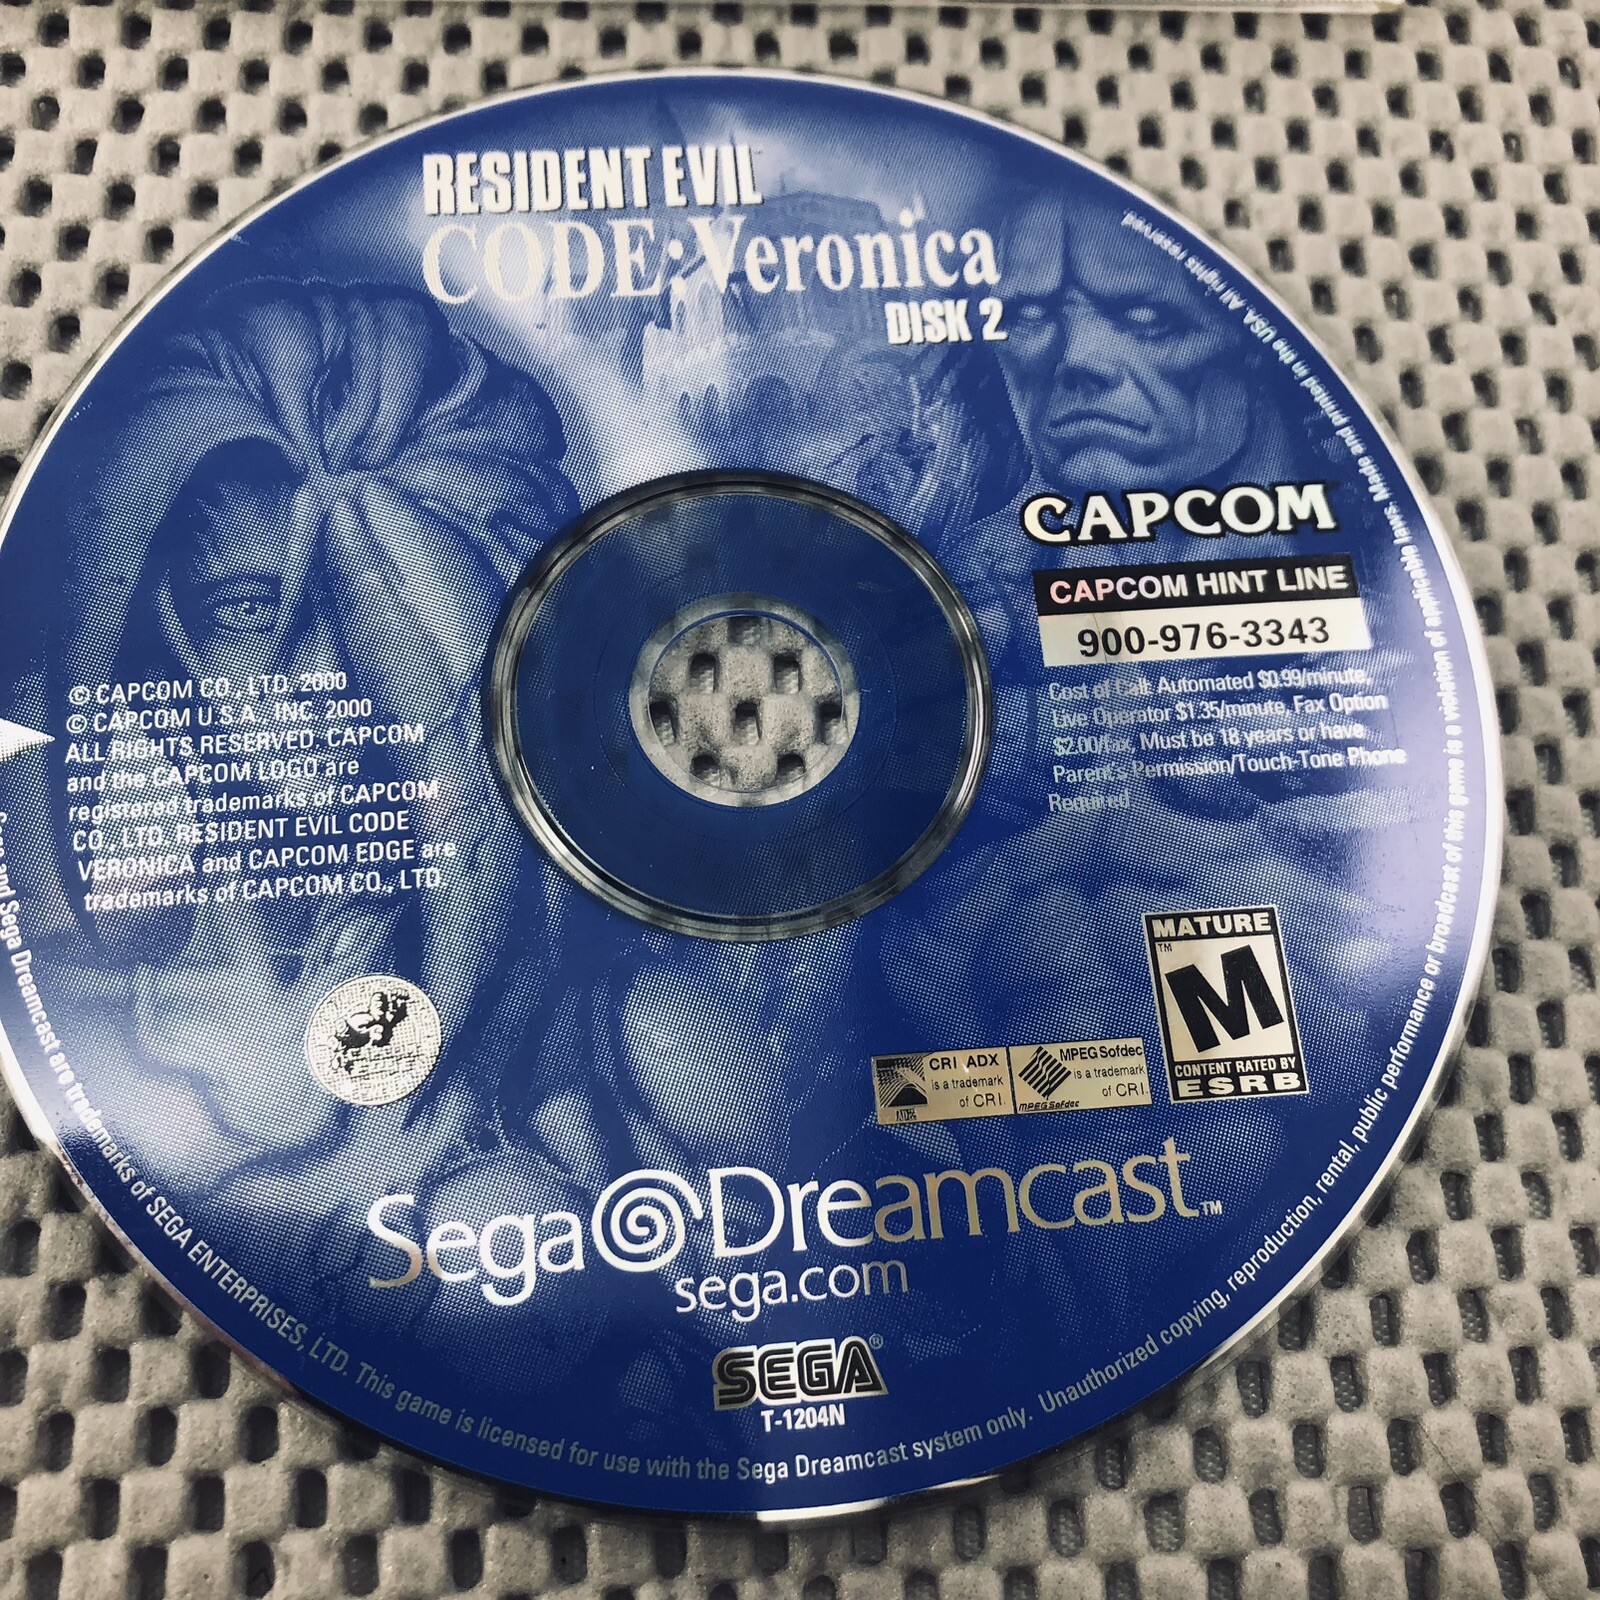 RESIDENT EVIL
CODE:Veronica
DISK 2
CAPCOM
CAPCOM HINT LINE
900-976-3343
Cost of Call: Automated $0.99/minute,
Live Operator $1.35/minute, Fax Option
$2.00/fax, Must be 18 years or have
Parent's Permission/Touch-Tone Phone
Required
© CAPCOM CO., LTD. 2000
© CAPCOM U.S.A., INC. 2000
ALL RIGHTS RESERVED. CAPCOM
and the CAPCOM LOGO are
registered trademarks of CAPCOM
CO., LTD. RESIDENT EVIL CODE
VERONICA and CAPCOM EDGE are
trademarks of CAPCOM CO., LTD.
MATURE
TM
M
CONTENT RATED BY
ESRB
CRI ADX
is a trademark
of CRI.
ADX
MPEG Sofdec
is a trademark
of CRI.
MPEG Sofdec
Sega Dreamcast™
sega.com
SEGA®
T-1204N
and Sega Dreamcast are trademarks of SEGA ENTERPRISES, LTD. This game is licensed for use with the Sega Dreamcast system only. Unauthorized copying, reproduction, rental, public performance or broadcast of this game is a violation of applicable laws. Made and printed in the USA. All rights reserved.